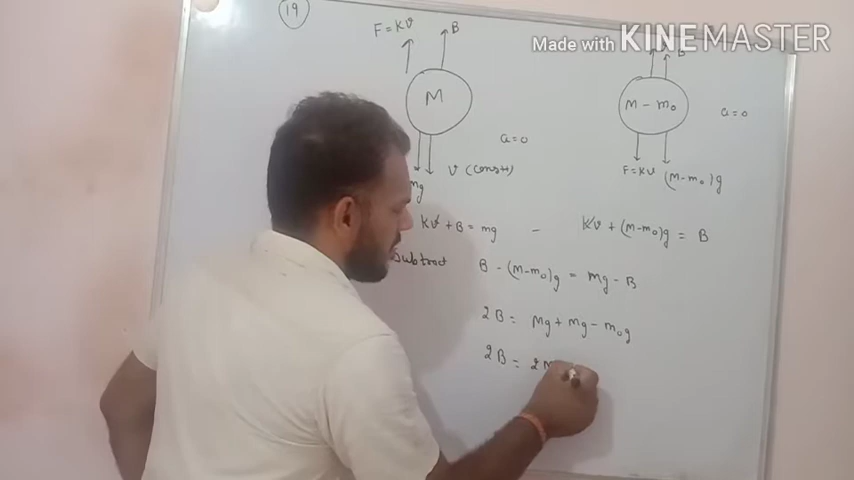 19
F = KV
B
Made with KINEMASTER
M
M - m₀
a = 0
a = 0
V (const)
mg
F = KV
(M-m₀)g
KV + B = mg
-
KV + (M-m₀)g = B
Subtract
B - (M-m₀)g = Mg - B
2B = Mg + Mg - m₀g
2B = 2M